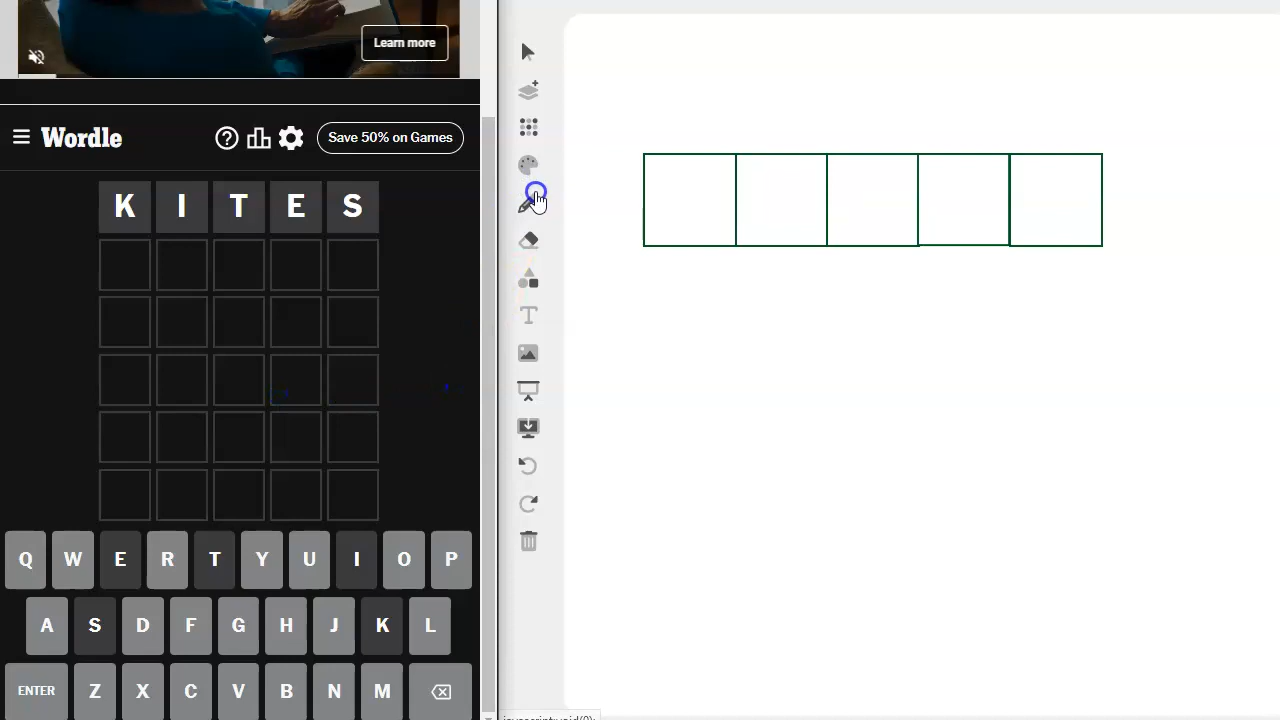 Learn more
Wordle
Save 50% on Games
K I T E S
Q W E R T Y U I O P
A S D F G H J K L
ENTER Z X C V B N M
T